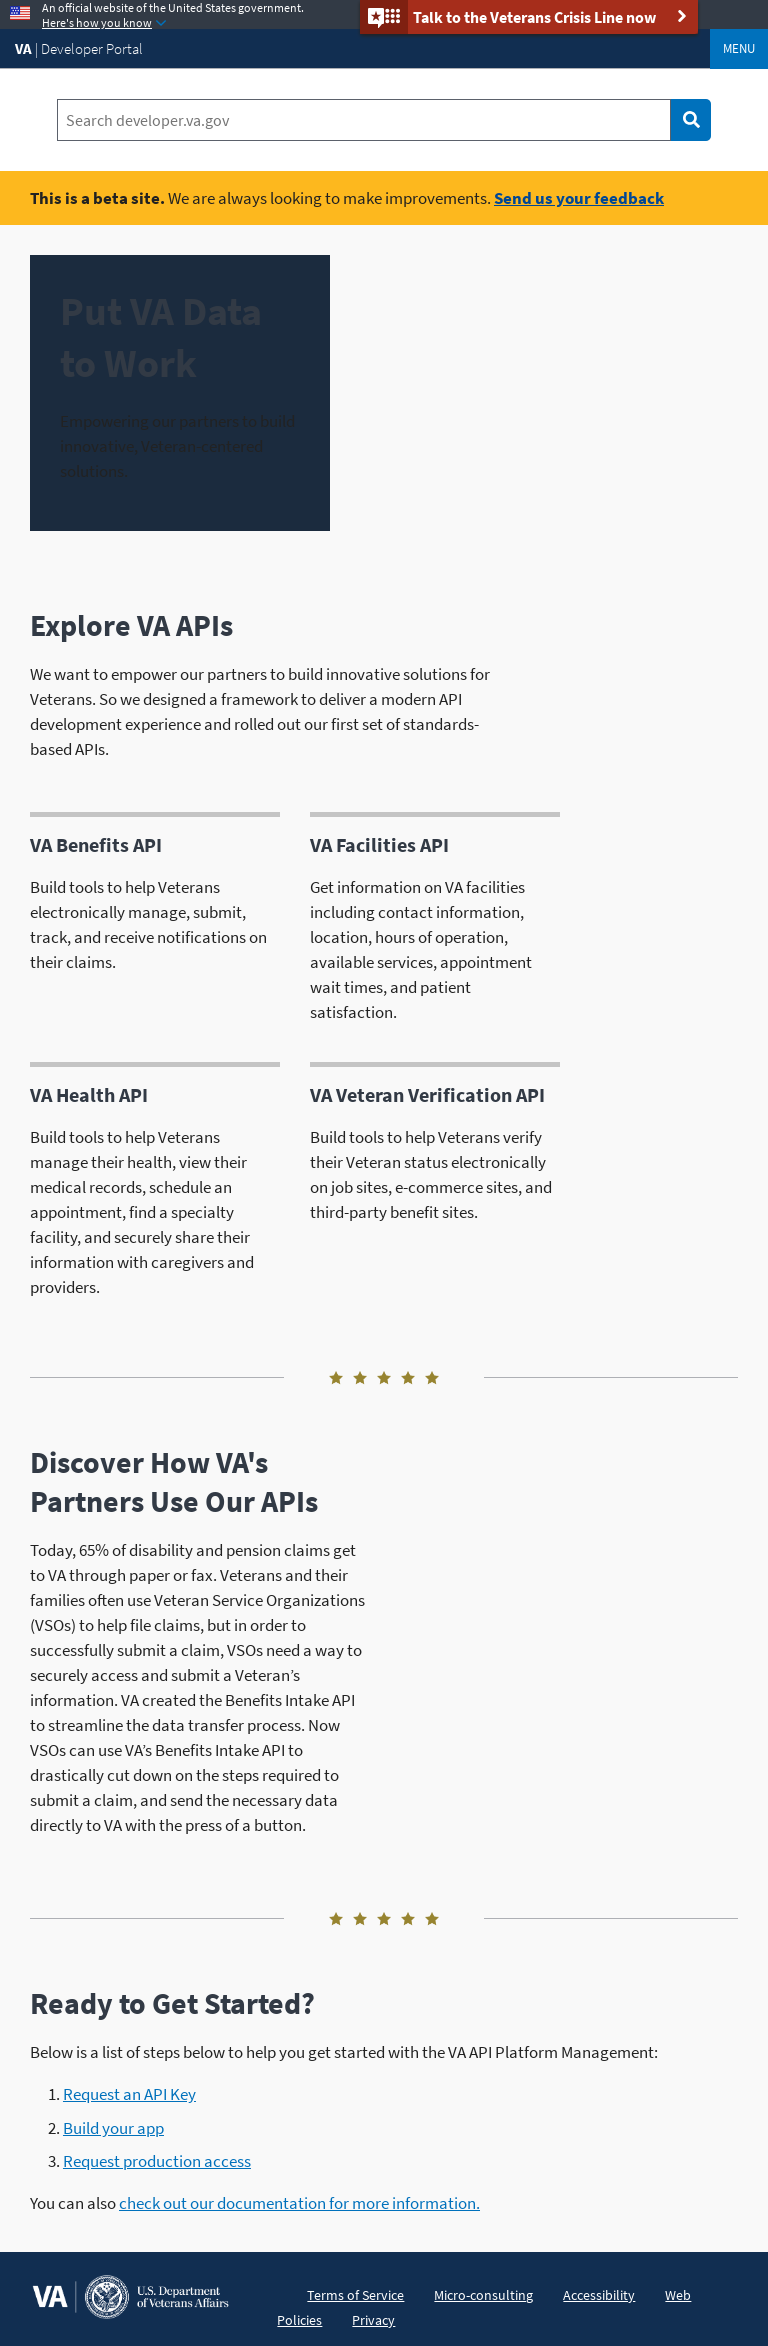 An official website of the United States government.
Here's how you know
Talk to the Veterans Crisis Line now
VA | Developer Portal
MENU
Search developer.va.gov
This is a beta site. We are always looking to make improvements. Send us your feedback
Put VA Data
to Work
Empowering our partners to build
innovative, Veteran-centered
solutions.
Explore VA APIs
We want to empower our partners to build innovative solutions for
Veterans. So we designed a framework to deliver a modern API
development experience and rolled out our first set of standards-
based APIs.
VA Benefits API
Build tools to help Veterans
electronically manage, submit,
track, and receive notifications on
their claims.
VA Facilities API
Get information on VA facilities
including contact information,
location, hours of operation,
available services, appointment
wait times, and patient
satisfaction.
VA Health API
Build tools to help Veterans
manage their health, view their
medical records, schedule an
appointment, find a specialty
facility, and securely share their
information with caregivers and
providers.
VA Veteran Verification API
Build tools to help Veterans verify
their Veteran status electronically
on job sites, e-commerce sites, and
third-party benefit sites.
Discover How VA's
Partners Use Our APIs
Today, 65% of disability and pension claims get
to VA through paper or fax. Veterans and their
families often use Veteran Service Organizations
(VSOs) to help file claims, but in order to
successfully submit a claim, VSOs need a way to
securely access and submit a Veteran’s
information. VA created the Benefits Intake API
to streamline the data transfer process. Now
VSOs can use VA’s Benefits Intake API to
drastically cut down on the steps required to
submit a claim, and send the necessary data
directly to VA with the press of a button.
Ready to Get Started?
Below is a list of steps below to help you get started with the VA API Platform Management:
1. Request an API Key
2. Build your app
3. Request production access
You can also check out our documentation for more information.
VA
U.S. Department
of Veterans Affairs
Terms of Service Micro-consulting Accessibility Web
Policies Privacy